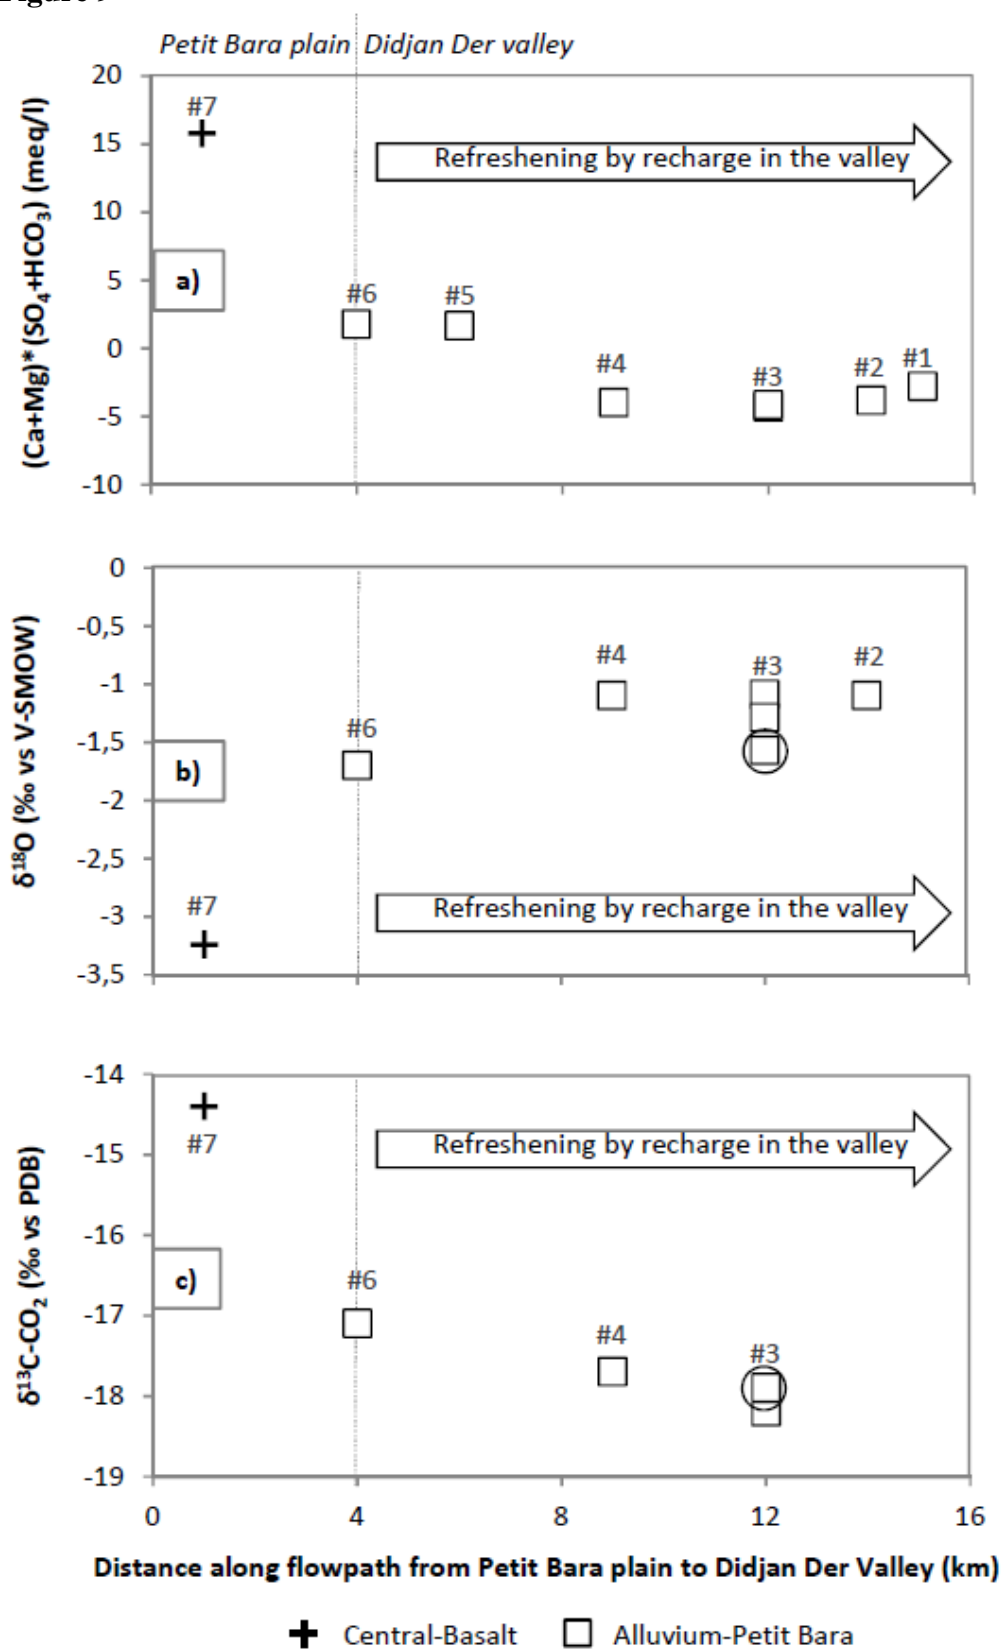 Petit Bara plain Didjan Der valley
20
15
10
5
0
-5
-10
(Ca+Mg)*(SO₄+HCO₃) (meq/l)
#7
Refreshening by recharge in the valley
a)
#6
#5
#4
#3
#2
#1
0
-0,5
-1
-1,5
-2
-2,5
-3
-3,5
δ¹⁸O (‰ vs V-SMOW)
#4
#3
#2
#6
b)
#7
Refreshening by recharge in the valley
-14
-15
-16
-17
-18
-19
δ¹³C-CO₂ (‰ vs PDB)
#7
Refreshening by recharge in the valley
c)
#6
#4
#3
0 4 8 12 16
Distance along flowpath from Petit Bara plain to Didjan Der Valley (km)
Central-Basalt Alluvium-Petit Bara